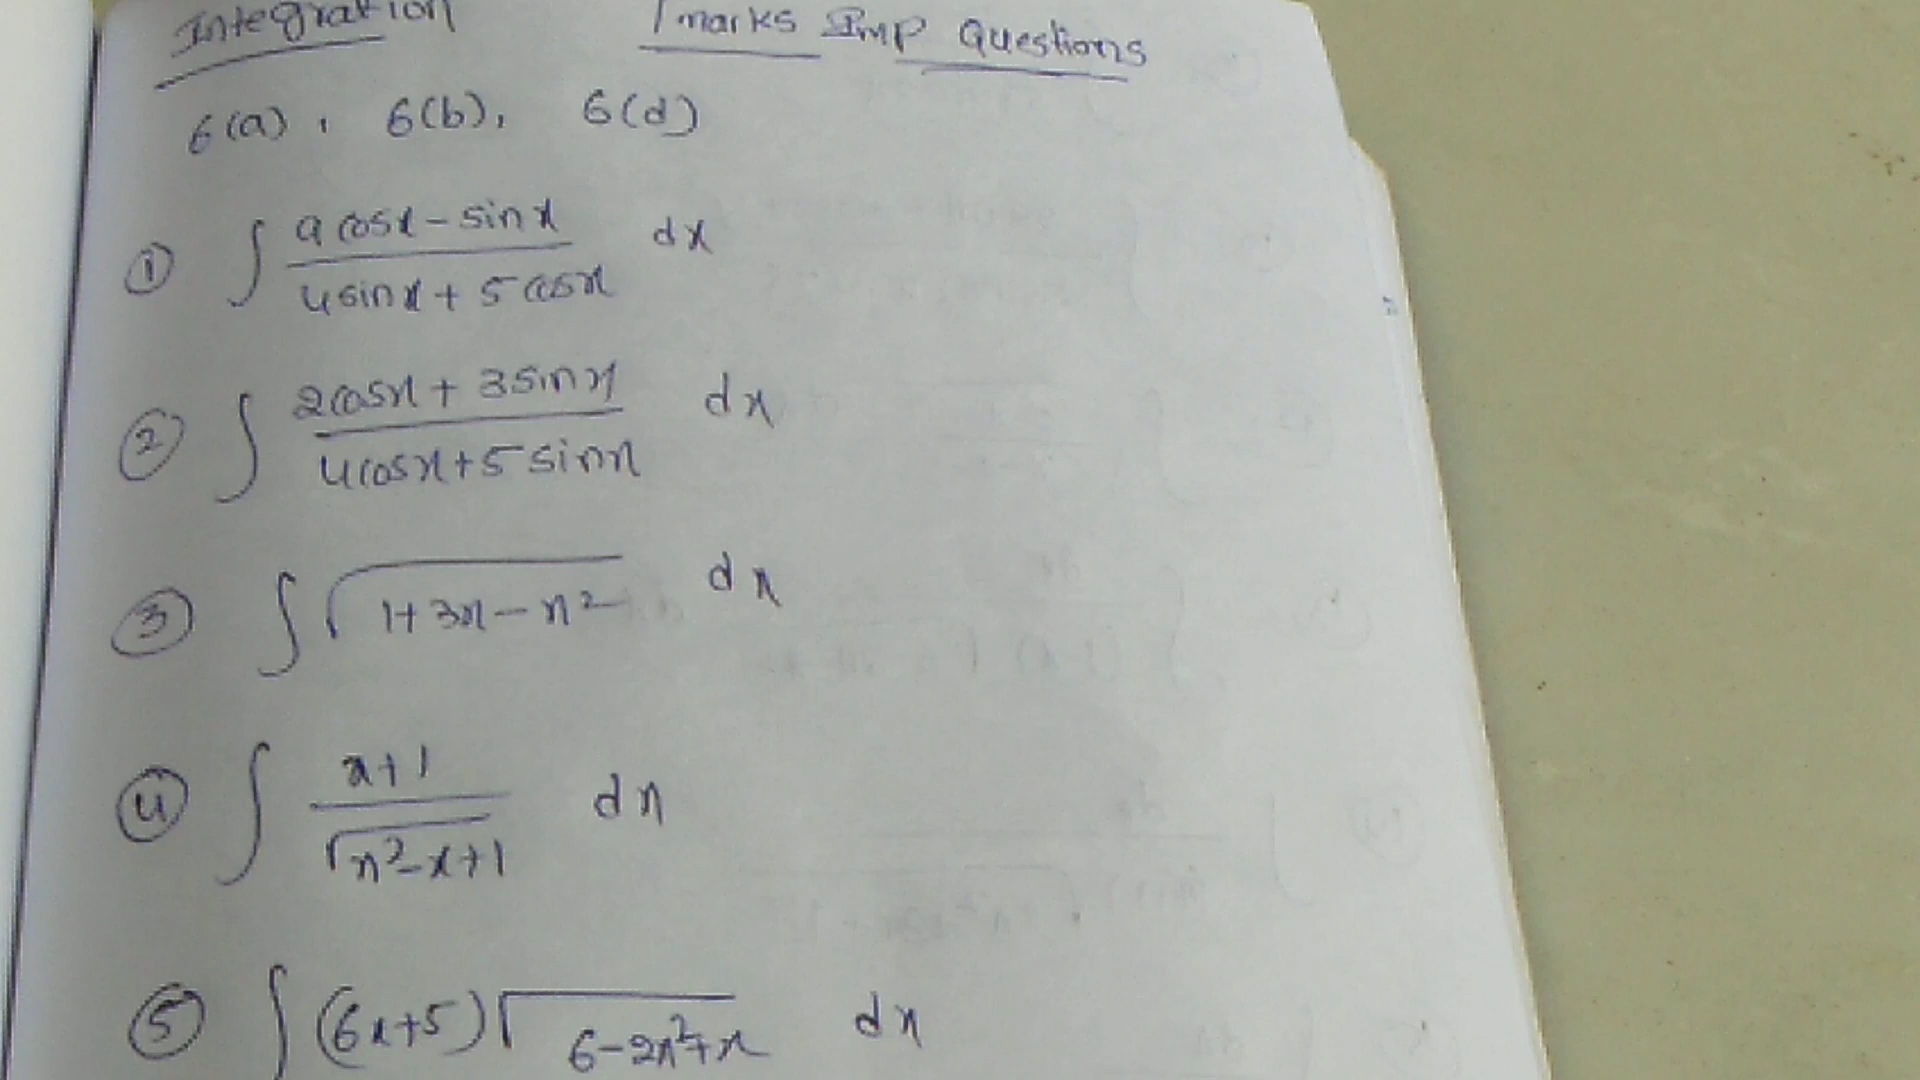 Integration 7 marks Imp Questions
6(a), 6(b), 6(d)
① ∫ (9cosx - sinx)/(4sinx + 5cosx) dx
② ∫ (2cosx + 3sinx)/(4cosx + 5sinx) dx
③ ∫ √(1+3x-x²) dx
④ ∫ (x+1)/√(x²-x+1) dx
⑤ ∫ (6x+5)√(6-2x²+x) dx